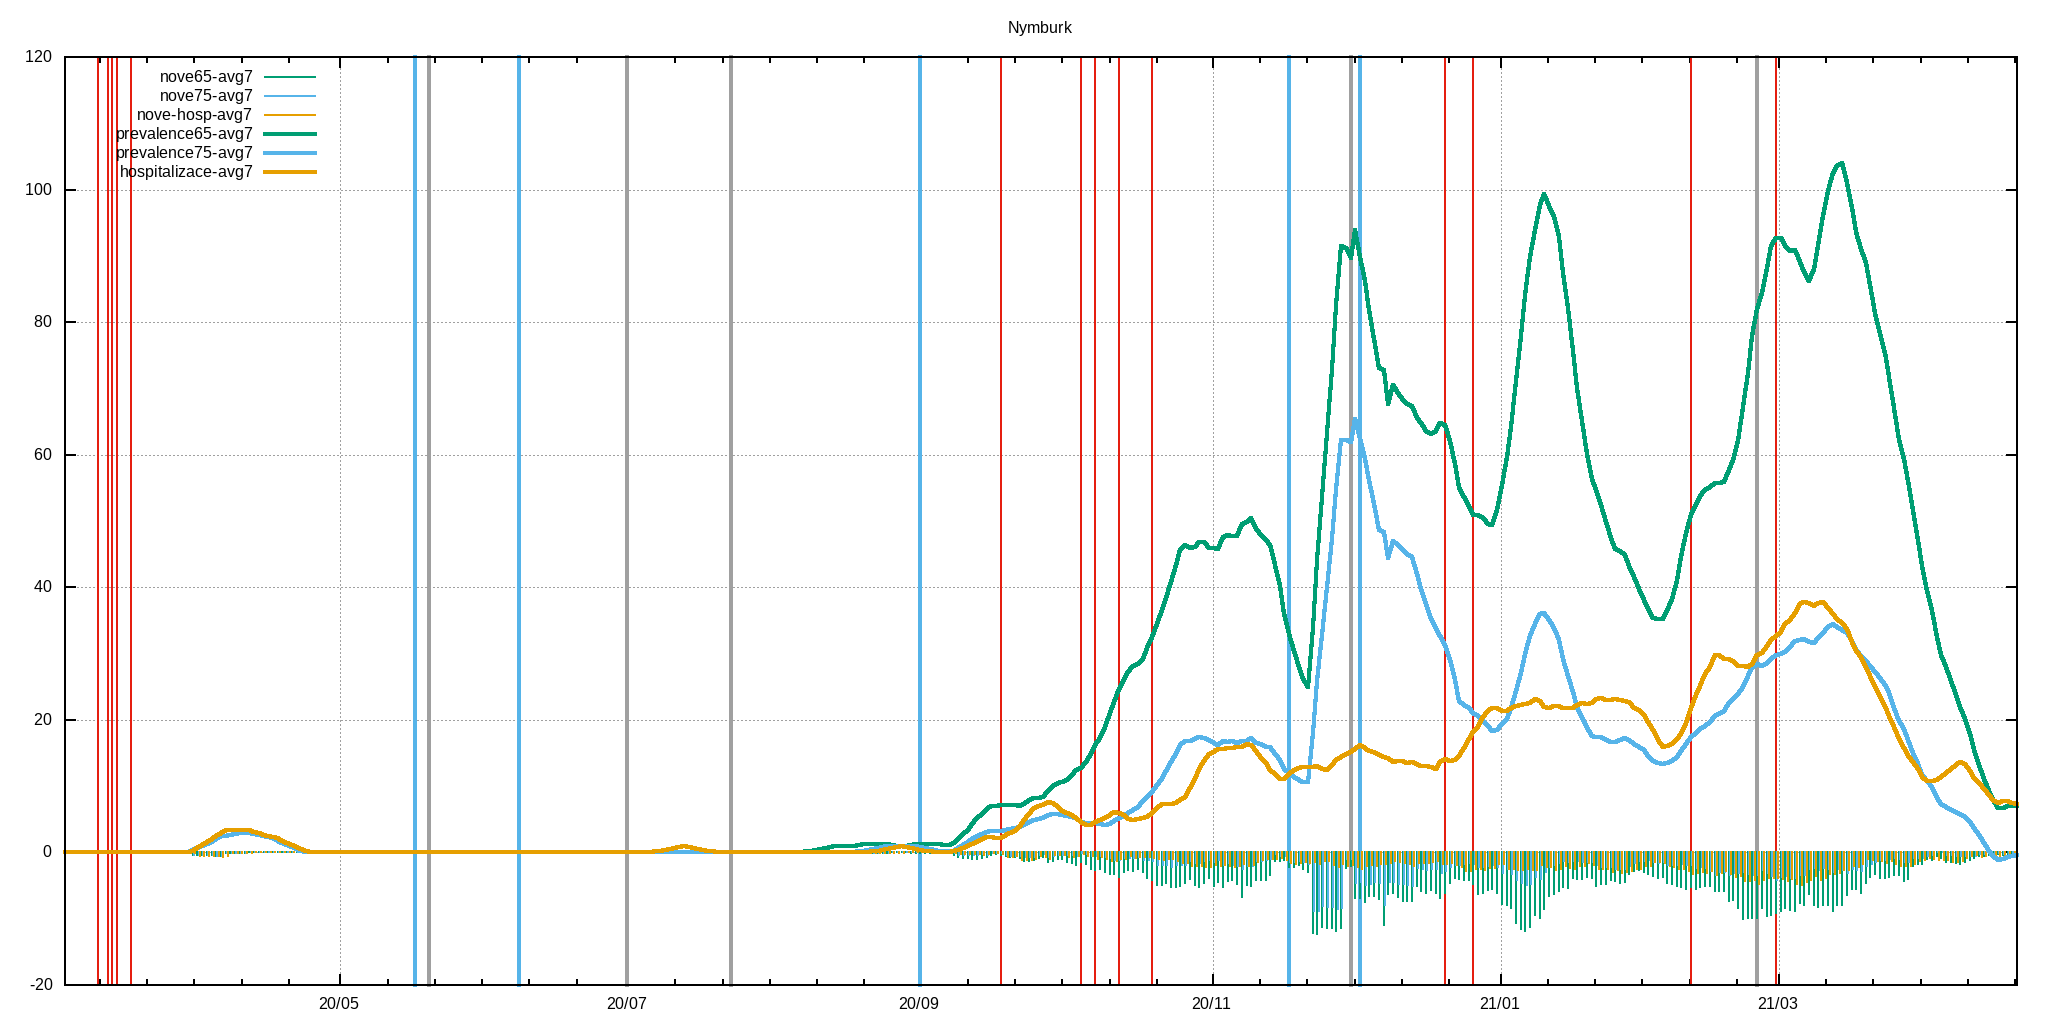 Nymburk
120
100
80
60
40
20
0
-20
nove65-avg7
nove75-avg7
nove-hosp-avg7
prevalence65-avg7
prevalence75-avg7
hospitalizace-avg7
20/05
20/07
20/09
20/11
21/01
21/03